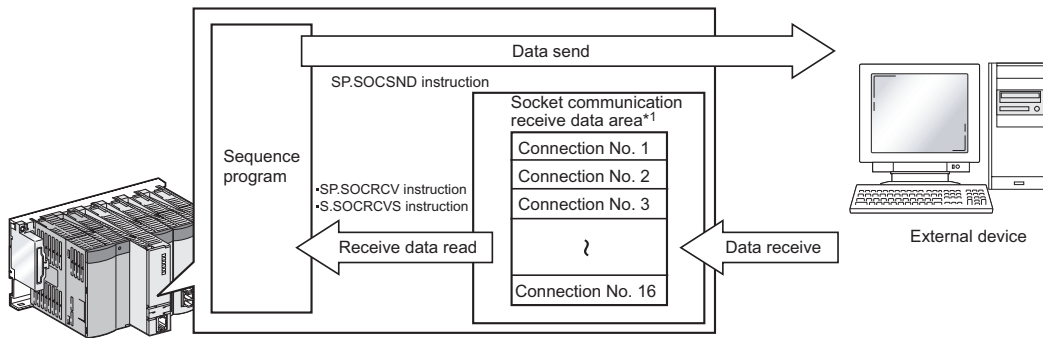 Data send
SP.SOCSND instruction
Socket communication
receive data area*1
Connection No. 1
Connection No. 2
Connection No. 3
~
Connection No. 16
Sequence
program
▪SP.SOCRCV instruction
▪S.SOCRCVS instruction
Receive data read
Data receive
External device